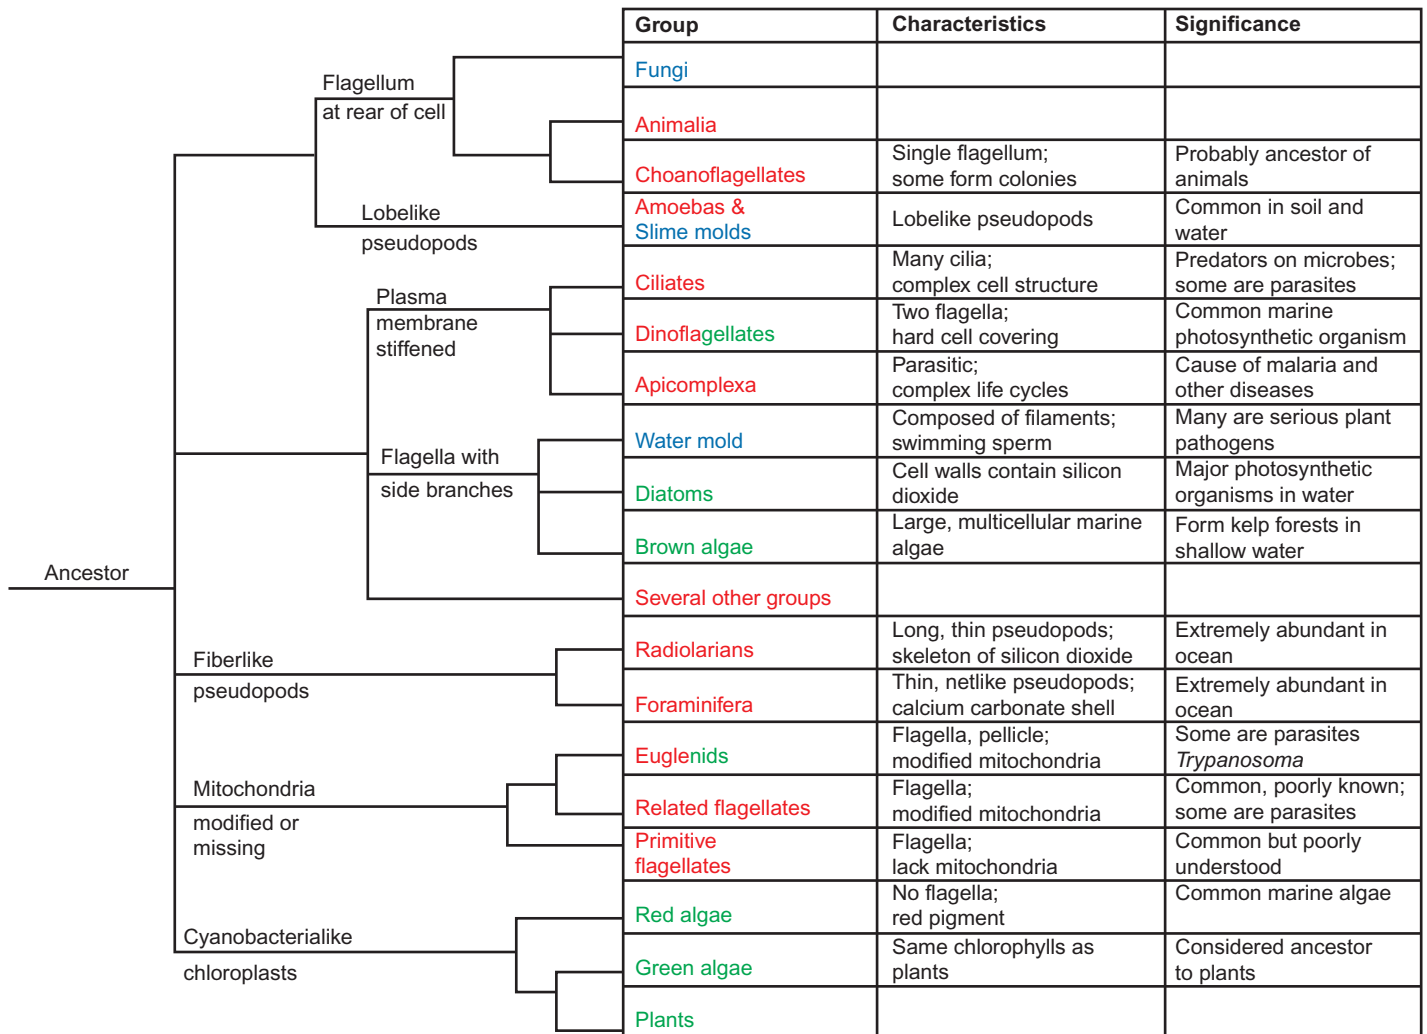 Group Characteristics Significance
Fungi
Flagellum
at rear of cell
Animalia
Choanoflagellates
Single flagellum;
some form colonies
Probably ancestor of
animals
Lobelike
pseudopods
Amoebas &
Slime molds
Lobelike pseudopods
Common in soil and
water
Plasma
membrane
stiffened
Ciliates
Many cilia;
complex cell structure
Predators on microbes;
some are parasites
Dinoflagellates
Two flagella;
hard cell covering
Common marine
photosynthetic organism
Apicomplexa
Parasitic;
complex life cycles
Cause of malaria and
other diseases
Flagella with
side branches
Water mold
Composed of filaments;
swimming sperm
Many are serious plant
pathogens
Diatoms
Cell walls contain silicon
dioxide
Major photosynthetic
organisms in water
Brown algae
Large, multicellular marine
algae
Form kelp forests in
shallow water
Ancestor
Several other groups
Fiberlike
pseudopods
Radiolarians
Long, thin pseudopods;
skeleton of silicon dioxide
Extremely abundant in
ocean
Foraminifera
Thin, netlike pseudopods;
calcium carbonate shell
Extremely abundant in
ocean
Mitochondria
modified or
missing
Euglenids
Flagella, pellicle;
modified mitochondria
Some are parasites
Trypanosoma
Related flagellates
Flagella;
modified mitochondria
Common, poorly known;
some are parasites
Primitive
flagellates
Flagella;
lack mitochondria
Common but poorly
understood
Cyanobacterialike
chloroplasts
Red algae
No flagella;
red pigment
Common marine algae
Green algae
Same chlorophylls as
plants
Considered ancestor
to plants
Plants